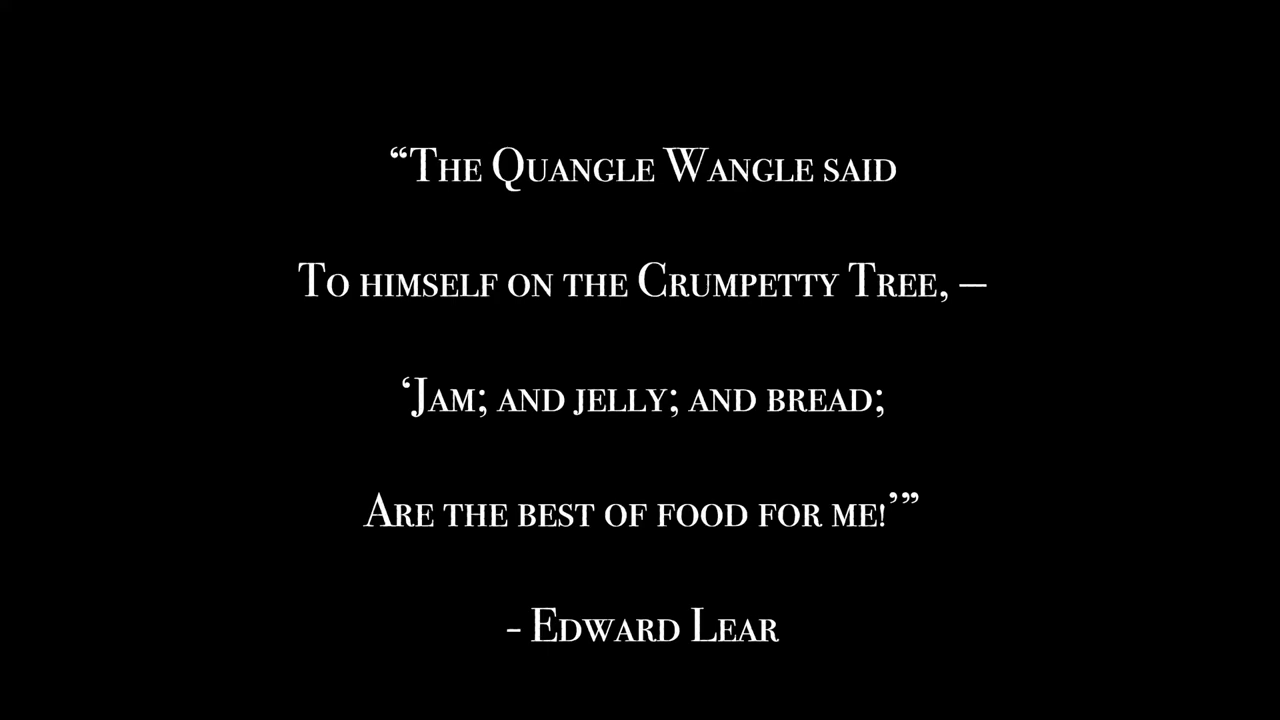 “The Quangle Wangle said
To himself on the Crumpetty Tree, —
‘Jam; and jelly; and bread;
Are the best of food for me!’”
- Edward Lear